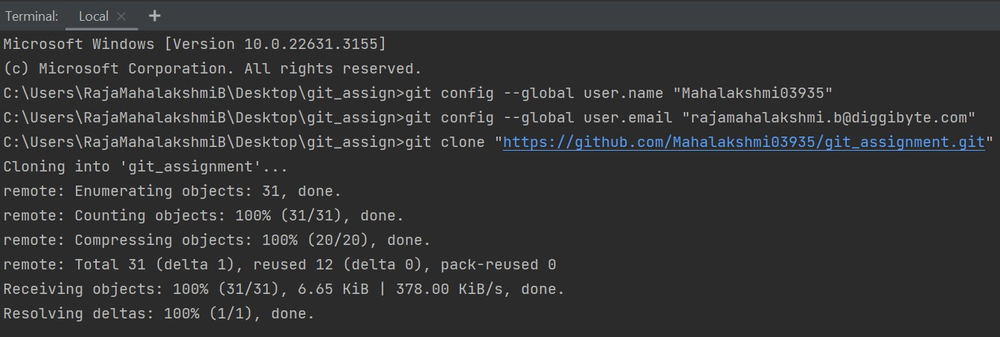 Terminal: Local × +
Microsoft Windows [Version 10.0.22631.3155]
(c) Microsoft Corporation. All rights reserved.
C:\Users\RajaMahalakshmiB\Desktop\git_assign>git config --global user.name "Mahalakshmi03935"
C:\Users\RajaMahalakshmiB\Desktop\git_assign>git config --global user.email "rajamahalakshmi.b@diggibyte.com"
C:\Users\RajaMahalakshmiB\Desktop\git_assign>git clone "https://github.com/Mahalakshmi03935/git_assignment.git"
Cloning into 'git_assignment'...
remote: Enumerating objects: 31, done.
remote: Counting objects: 100% (31/31), done.
remote: Compressing objects: 100% (20/20), done.
remote: Total 31 (delta 1), reused 12 (delta 0), pack-reused 0
Receiving objects: 100% (31/31), 6.65 KiB | 378.00 KiB/s, done.
Resolving deltas: 100% (1/1), done.